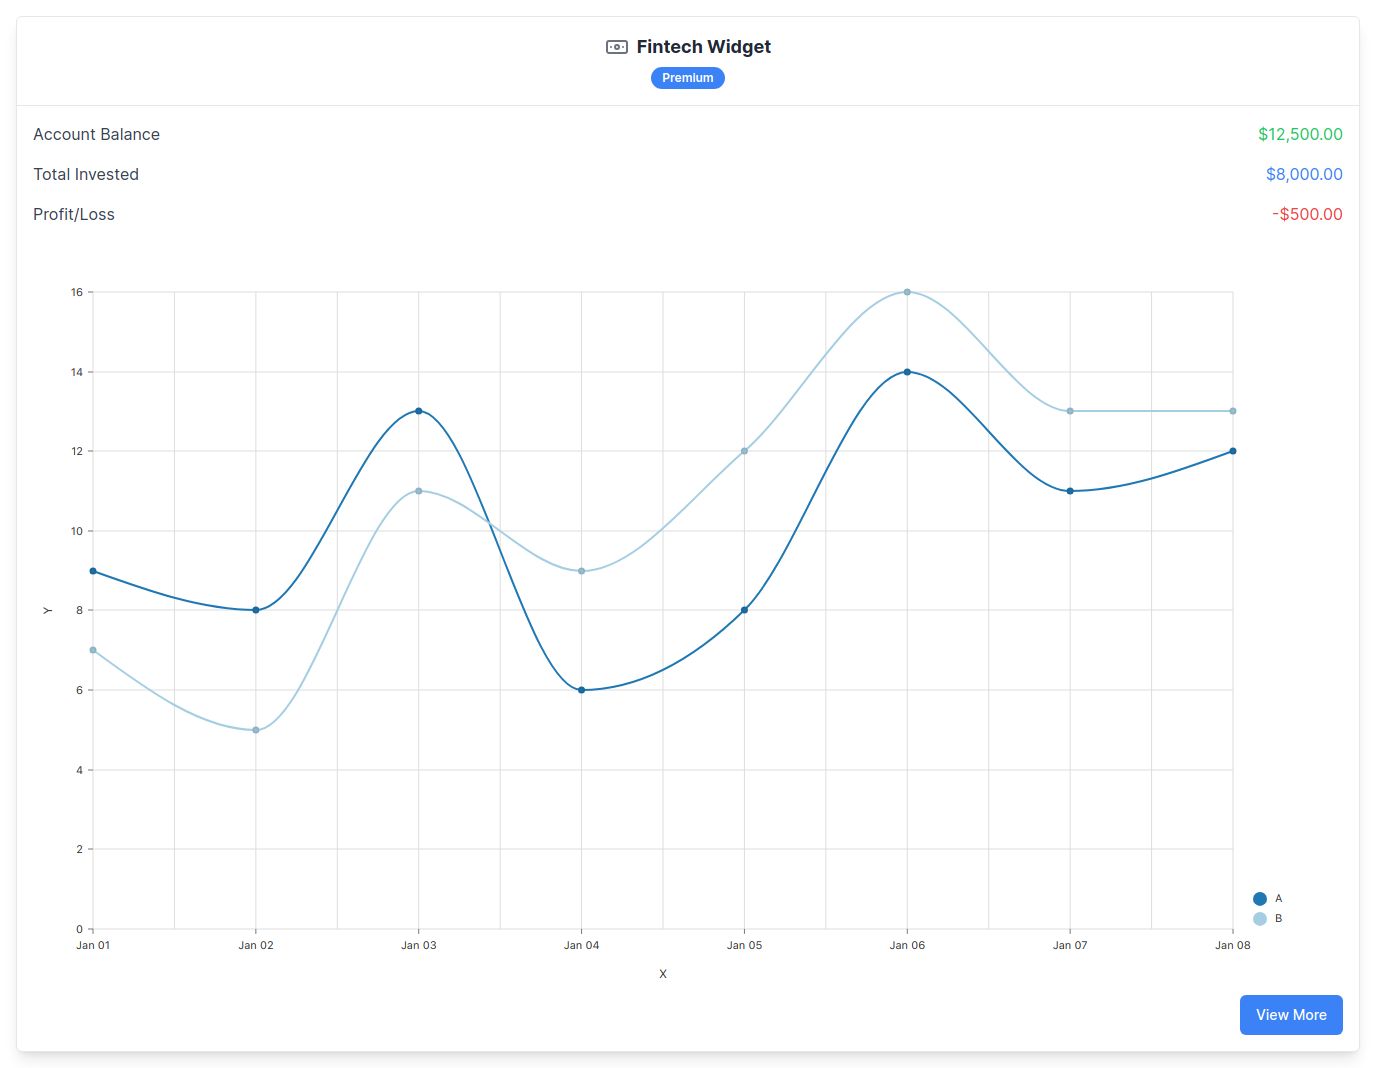 Fintech Widget
Premium
Account Balance $12,500.00
Total Invested $8,000.00
Profit/Loss -$500.00
16
14
12
10
8
6
4
2
0
Y
Jan 01 Jan 02 Jan 03 Jan 04 Jan 05 Jan 06 Jan 07 Jan 08
X
A
B
View More